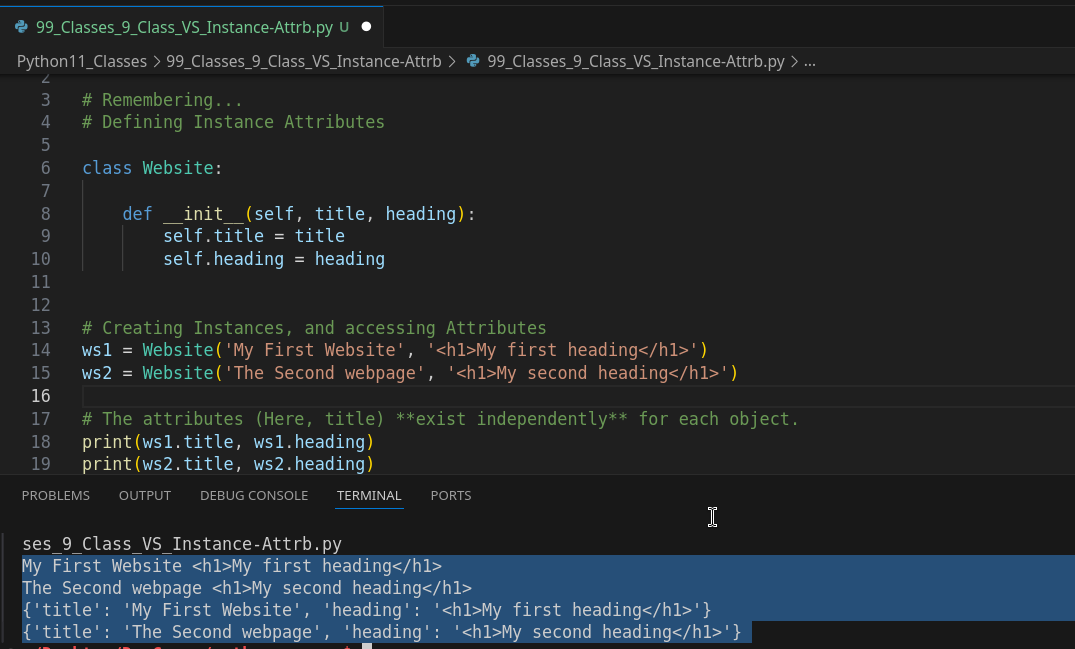 99_Classes_9_Class_VS_Instance-Attrb.py U
Python11_Classes > 99_Classes_9_Class_VS_Instance-Attrb > 99_Classes_9_Class_VS_Instance-Attrb.py > ...
2
3 # Remembering...
4 # Defining Instance Attributes
5
6 class Website:
7
8     def __init__(self, title, heading):
9         self.title = title
10         self.heading = heading
11
12
13 # Creating Instances, and accessing Attributes
14 ws1 = Website('My First Website', '<h1>My first heading</h1>')
15 ws2 = Website('The Second webpage', '<h1>My second heading</h1>')
16
17 # The attributes (Here, title) **exist independently** for each object.
18 print(ws1.title, ws1.heading)
19 print(ws2.title, ws2.heading)
PROBLEMS OUTPUT DEBUG CONSOLE TERMINAL PORTS
ses_9_Class_VS_Instance-Attrb.py
My First Website <h1>My first heading</h1>
The Second webpage <h1>My second heading</h1>
{'title': 'My First Website', 'heading': '<h1>My first heading</h1>'}
{'title': 'The Second webpage', 'heading': '<h1>My second heading</h1>'}